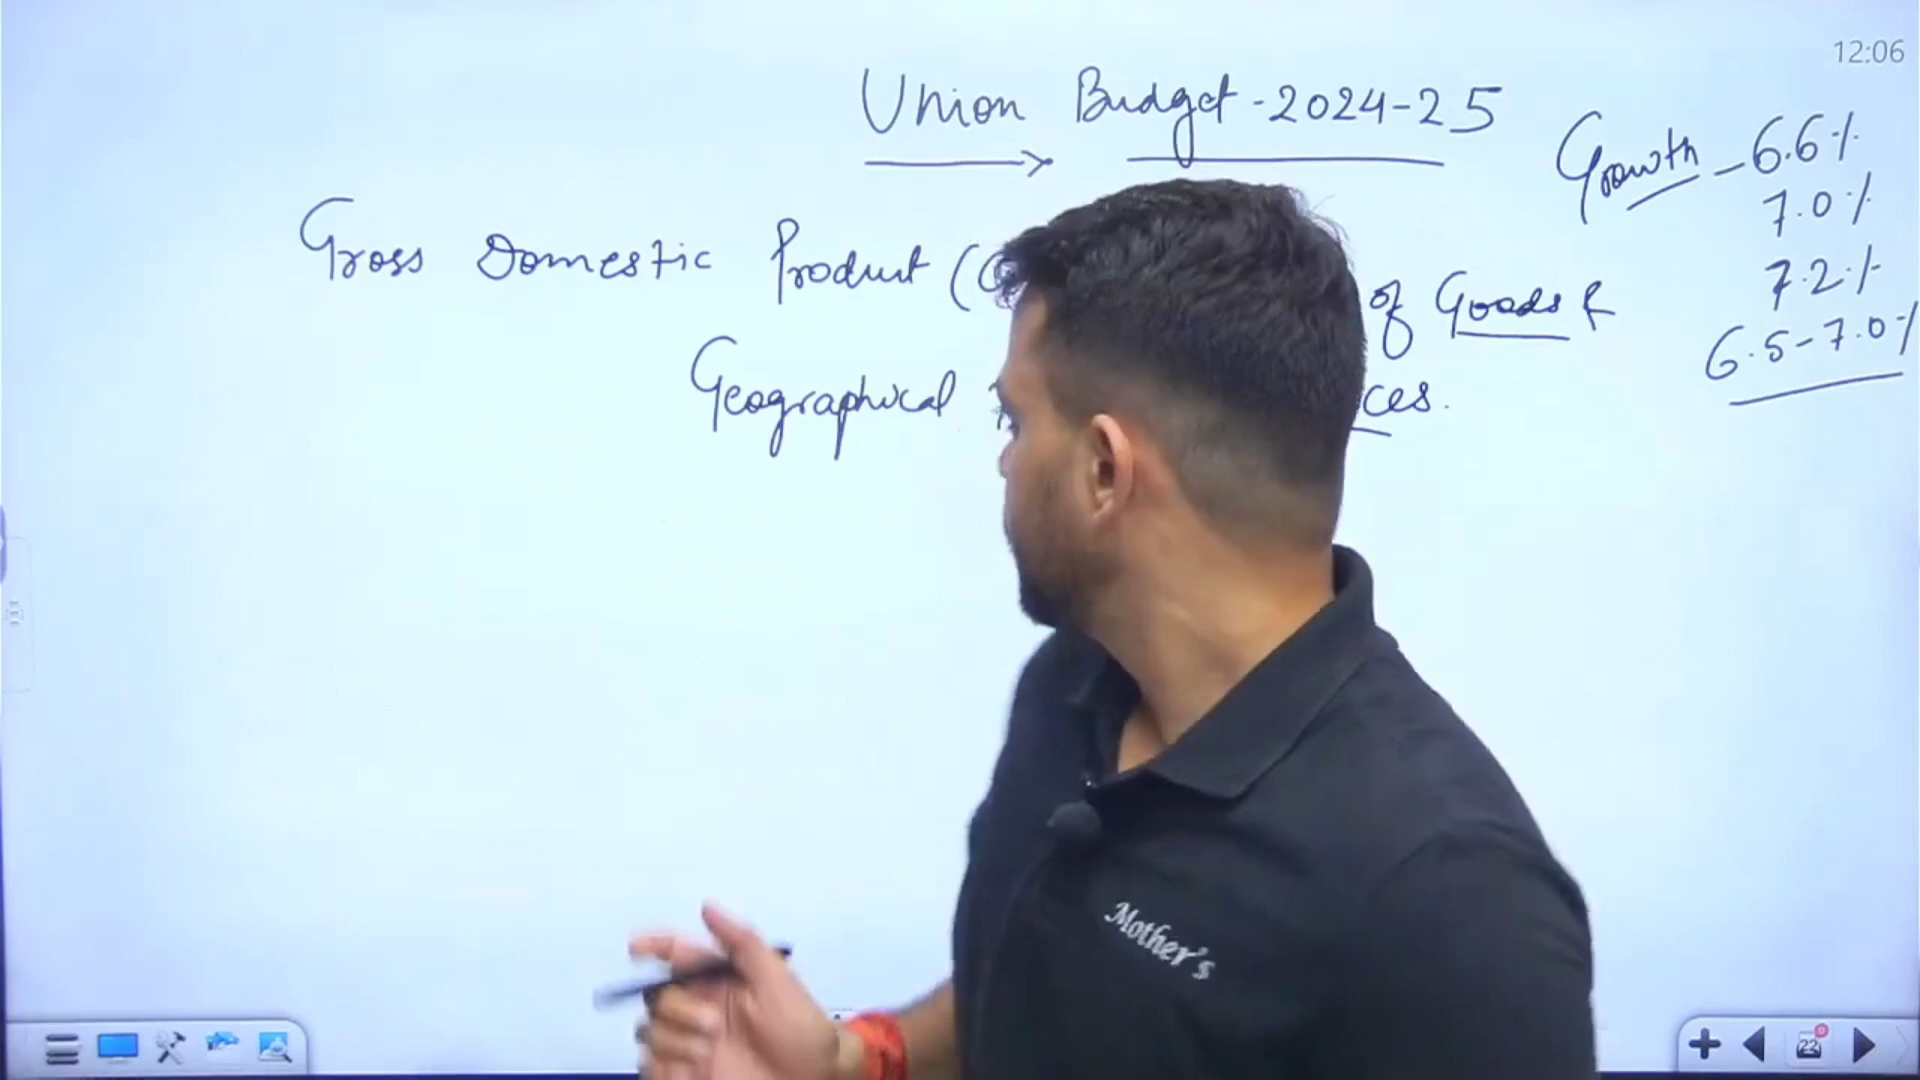 12:06
Union Budget - 2024-25
Growth - 6.6%
7.0%
7.2%
6.5-7.0%
Gross Domestic Product (
of Goods &
Geographical
ces.
Mother's
22